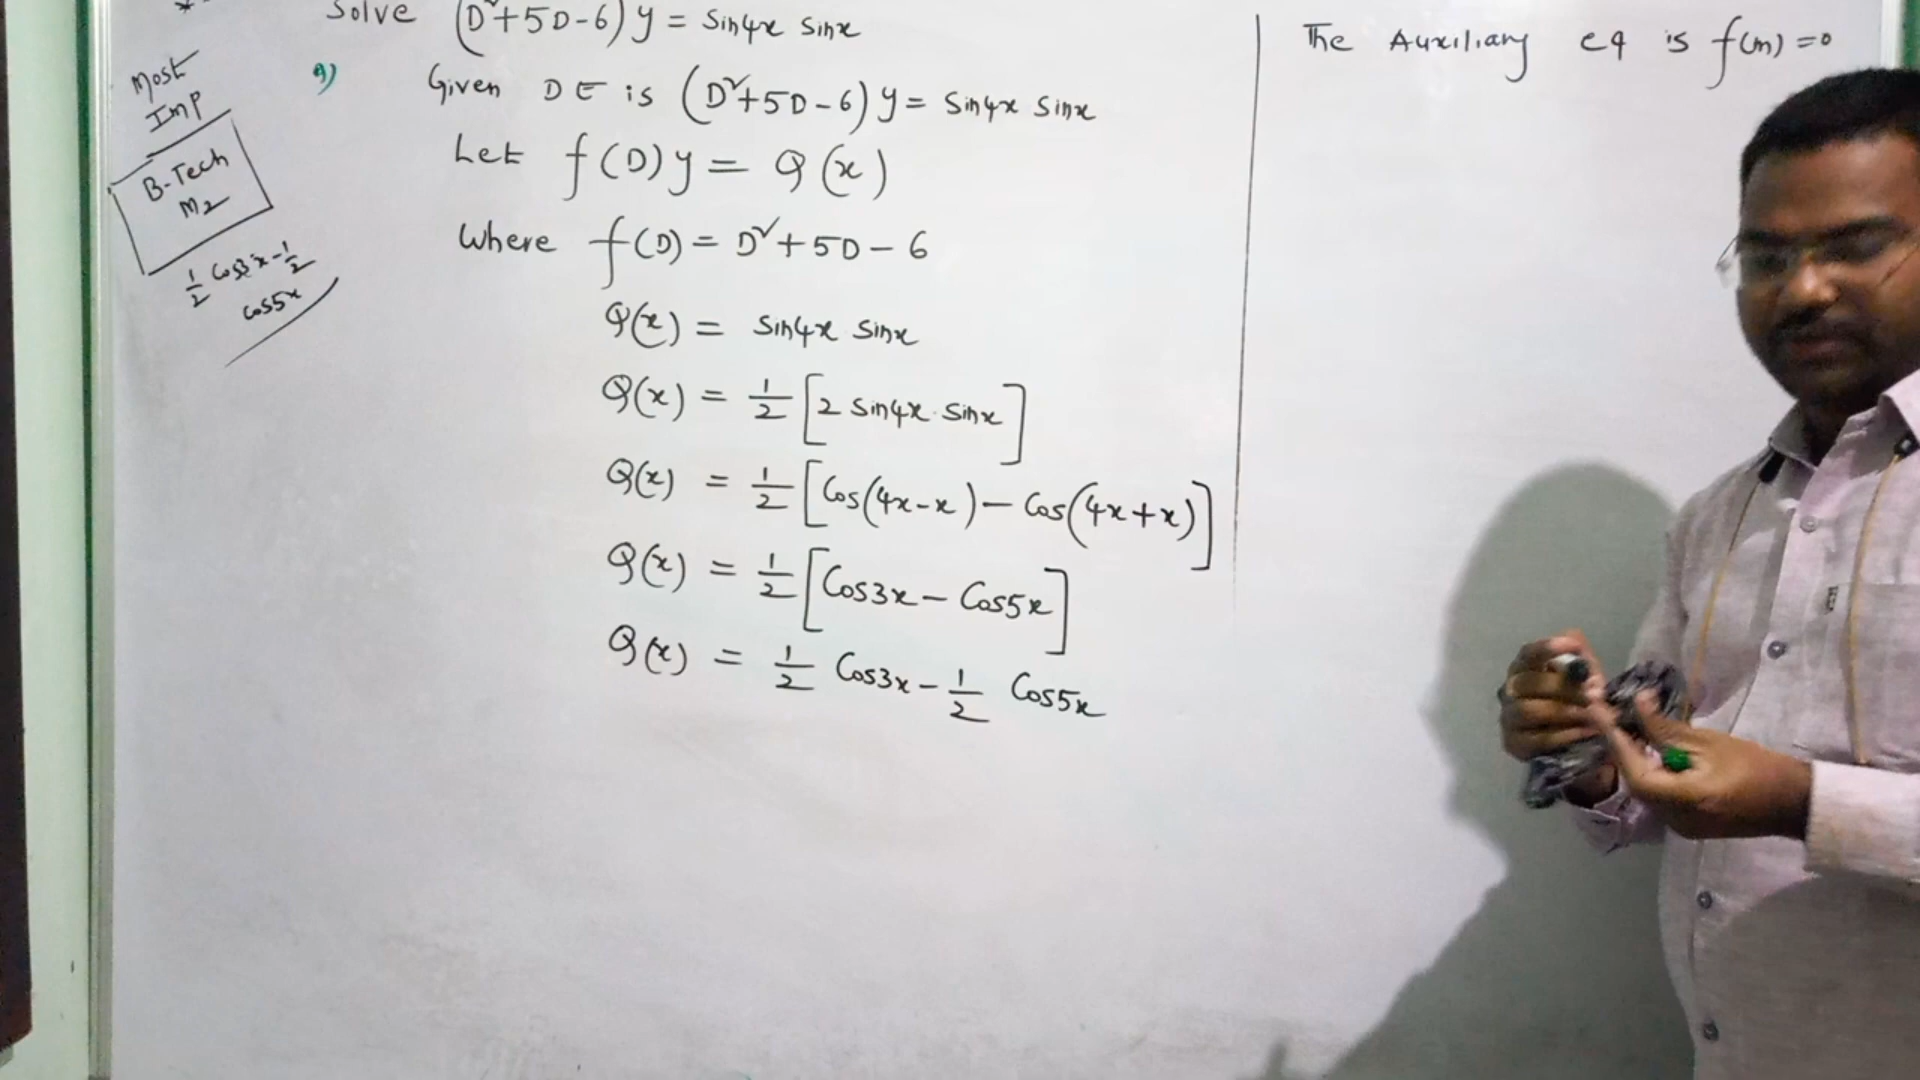 Solve (D²+5D-6) y = Sin4x Sinx
Most
Imp
B-Tech
M2
1/2 Cos3x - 1/2
cos5x
A) Given DE is (D²+5D-6) y = Sin4x Sinx
Let f(D) y = Q(x)
Where f(D) = D²+5D-6
Q(x) = Sin4x Sinx
Q(x) = 1/2 [2 Sin4x. Sinx]
Q(x) = 1/2 [Cos(4x-x) - Cos(4x+x)]
Q(x) = 1/2 [Cos3x - Cos5x]
Q(x) = 1/2 Cos3x - 1/2 Cos5x
The Auxiliary eq is f(m) = 0